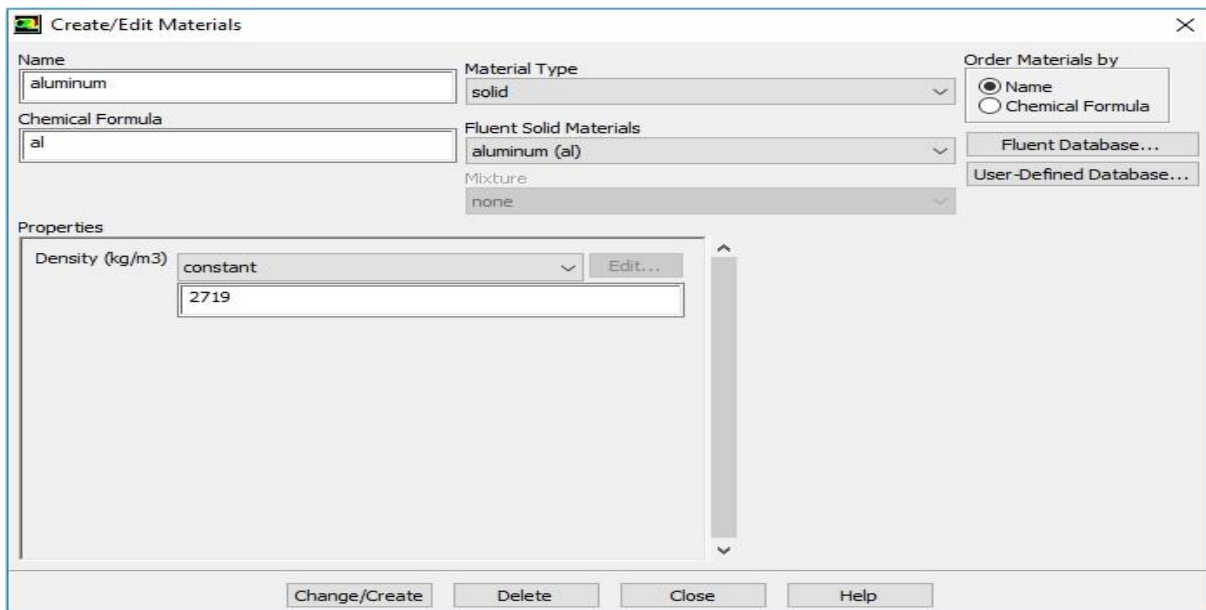 Create/Edit Materials
Name
aluminum
Chemical Formula
al
Material Type
solid
Fluent Solid Materials
aluminum (al)
Mixture
none
Order Materials by
Name
Chemical Formula
Fluent Database...
User-Defined Database...
Properties
Density (kg/m3)
constant
Edit...
2719
Change/Create
Delete
Close
Help